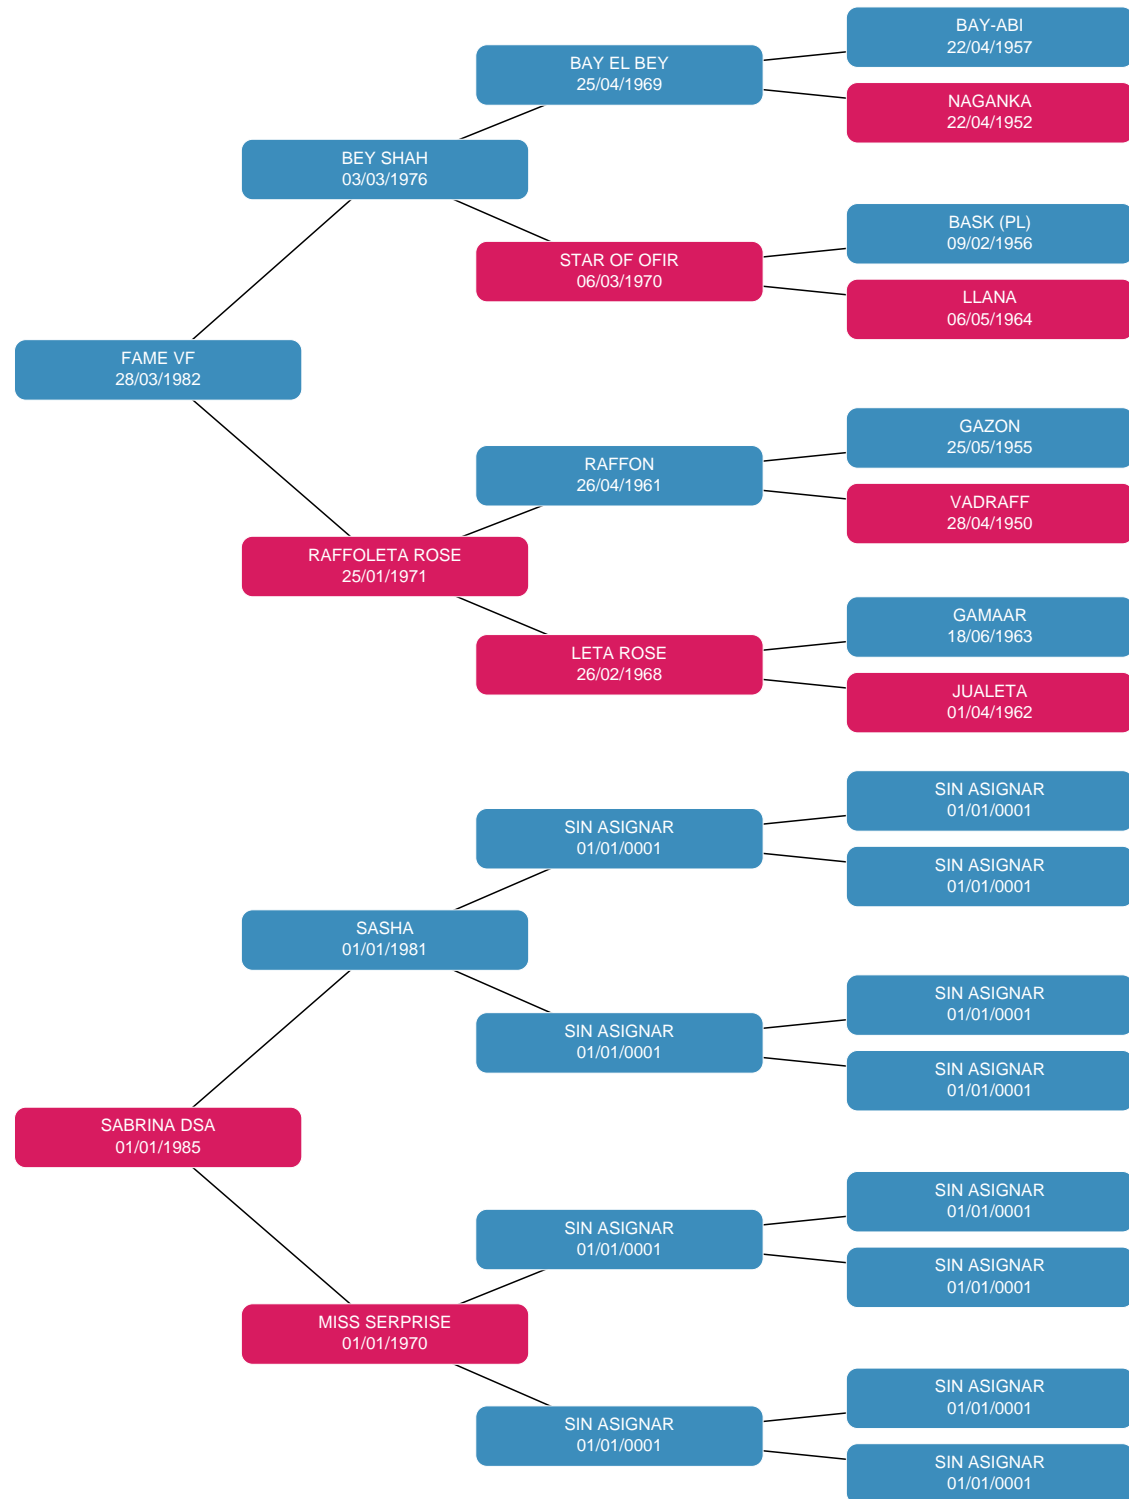 BAY-ABI
22/04/1957
BAY EL BEY
25/04/1969
NAGANKA
22/04/1952
BEY SHAH
03/03/1976
BASK (PL)
09/02/1956
STAR OF OFIR
06/03/1970
LLANA
06/05/1964
FAME VF
28/03/1982
GAZON
25/05/1955
RAFFON
26/04/1961
VADRAFF
28/04/1950
RAFFOLETA ROSE
25/01/1971
GAMAAR
18/06/1963
LETA ROSE
26/02/1968
JUALETA
01/04/1962
SIN ASIGNAR
01/01/0001
SIN ASIGNAR
01/01/0001
SIN ASIGNAR
01/01/0001
SASHA
01/01/1981
SIN ASIGNAR
01/01/0001
SIN ASIGNAR
01/01/0001
SIN ASIGNAR
01/01/0001
SABRINA DSA
01/01/1985
SIN ASIGNAR
01/01/0001
SIN ASIGNAR
01/01/0001
SIN ASIGNAR
01/01/0001
MISS SERPRISE
01/01/1970
SIN ASIGNAR
01/01/0001
SIN ASIGNAR
01/01/0001
SIN ASIGNAR
01/01/0001